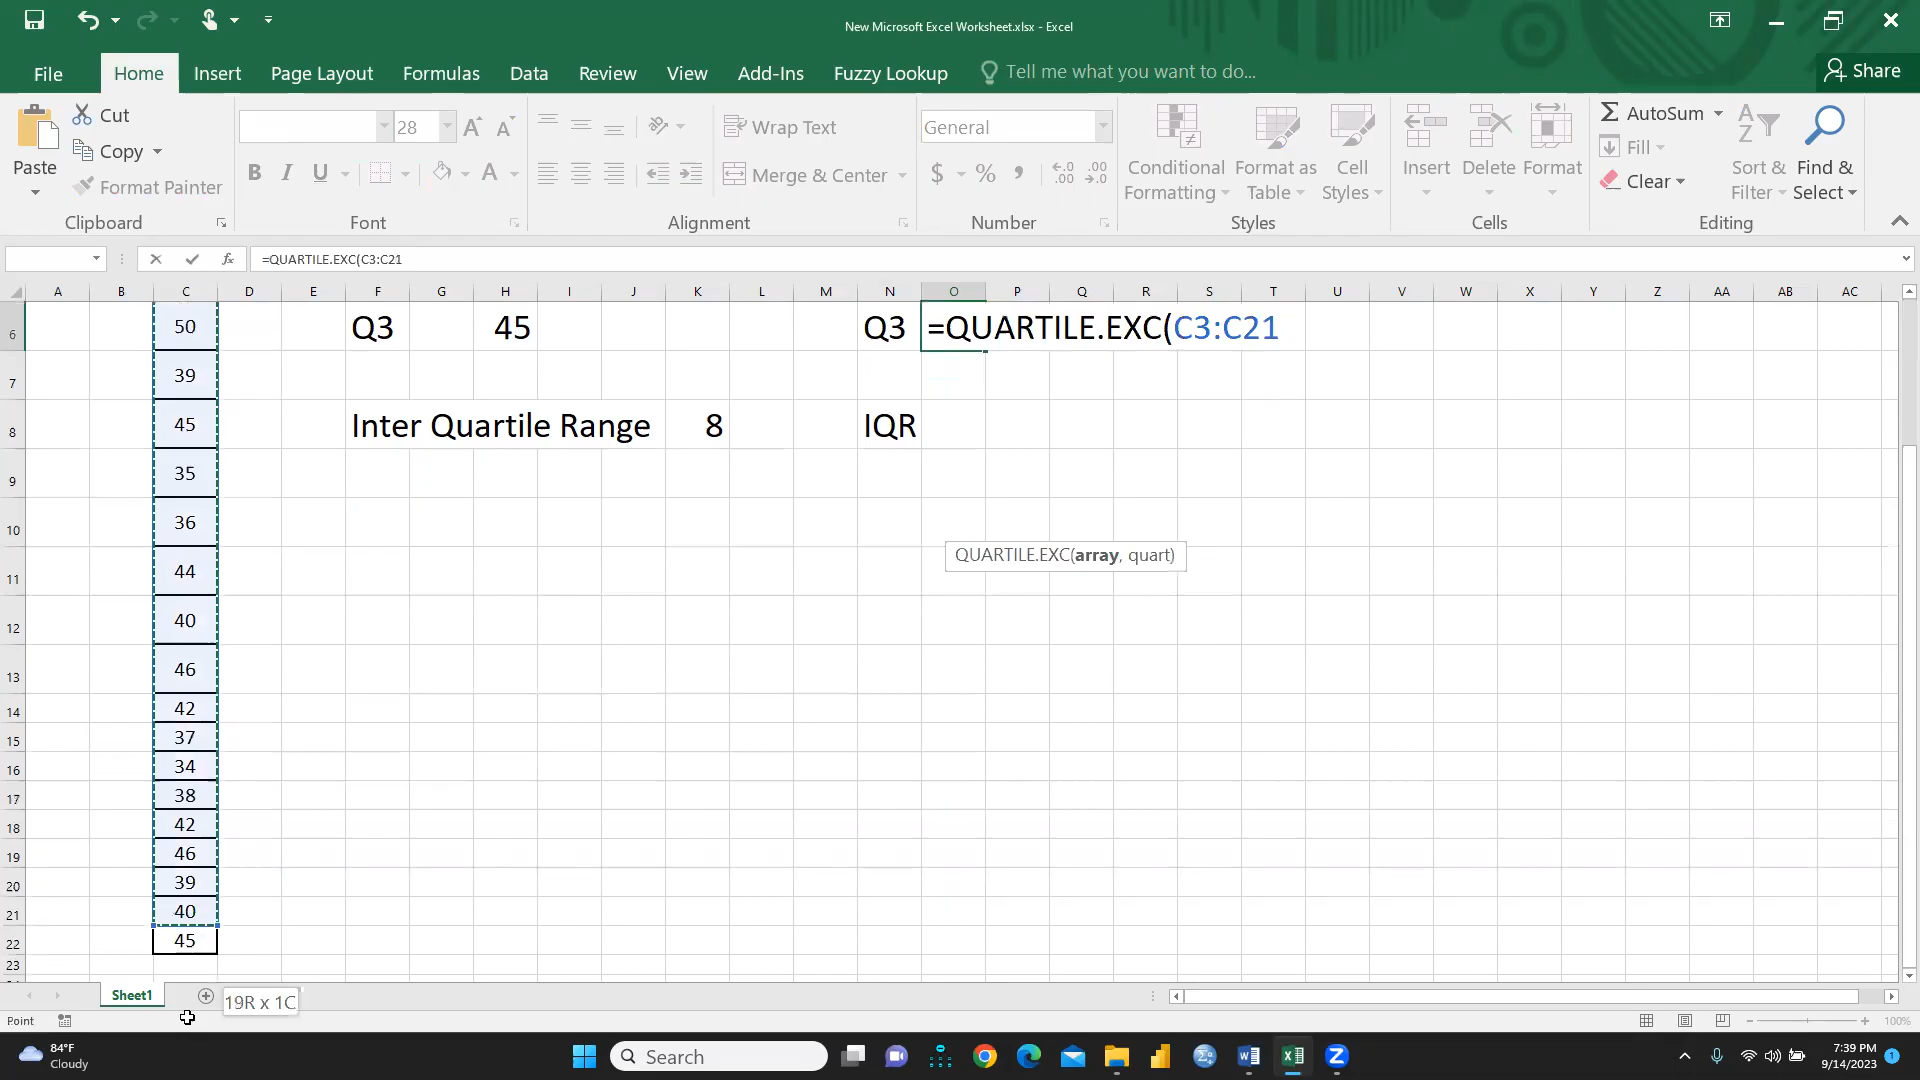 New Microsoft Excel Worksheet.xlsx - Excel
File Home Insert Page Layout Formulas Data Review View Add-Ins Fuzzy Lookup Tell me what you want to do... Share
Cut
28
Wrap Text
General
AutoSum
Copy
Fill
Paste
B I U
Merge & Center
$ % ,
Conditional Formatting
Format as Table
Cell Styles
Insert Delete Format
Sort & Filter
Find & Select
Format Painter
Clear
Clipboard Font Alignment Number Styles Cells Editing
fx =QUARTILE.EXC(C3:C21
A B C D E F G H I J K L M N O P Q R S T U V W X Y Z AA AB AC
6 50 Q3 45 Q3 =QUARTILE.EXC(C3:C21
7 39
8 45 Inter Quartile Range 8 IQR
9 35
10 36
QUARTILE.EXC(array, quart)
11 44
12 40
13 46
14 42
15 37
16 34
17 38
18 42
19 46
20 39
21 40
22 45
23
Sheet1
19R x 1C
Point
100%
84°F
Cloudy
Search
7:39 PM
9/14/2023
1